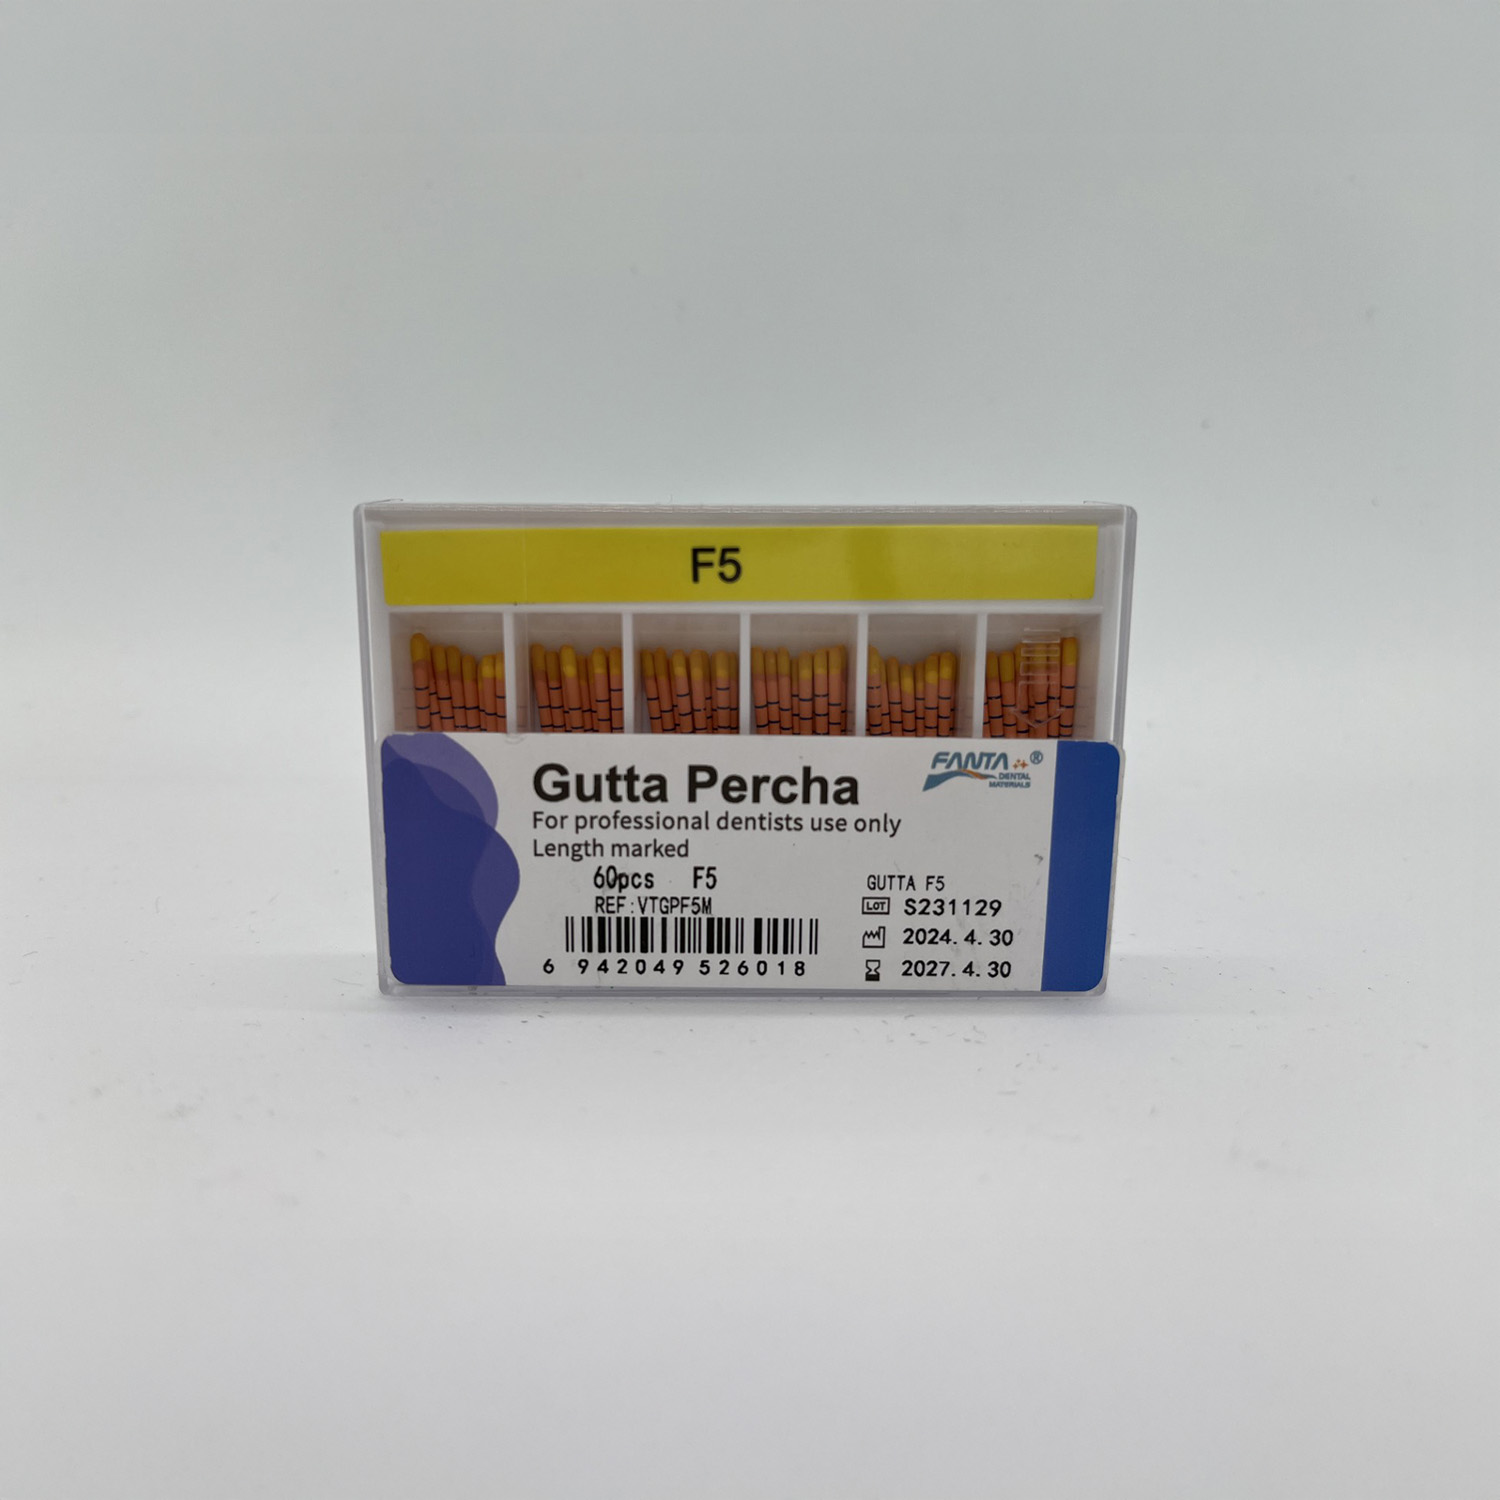 F5
FANTA ®
DENTAL
MATERIALS
Gutta Percha
For professional dentists use only
Length marked
60pcs F5
REF:VTGPF5M
6 942049 526018
GUTTA F5
LOT S231129
2024. 4. 30
2027. 4. 30